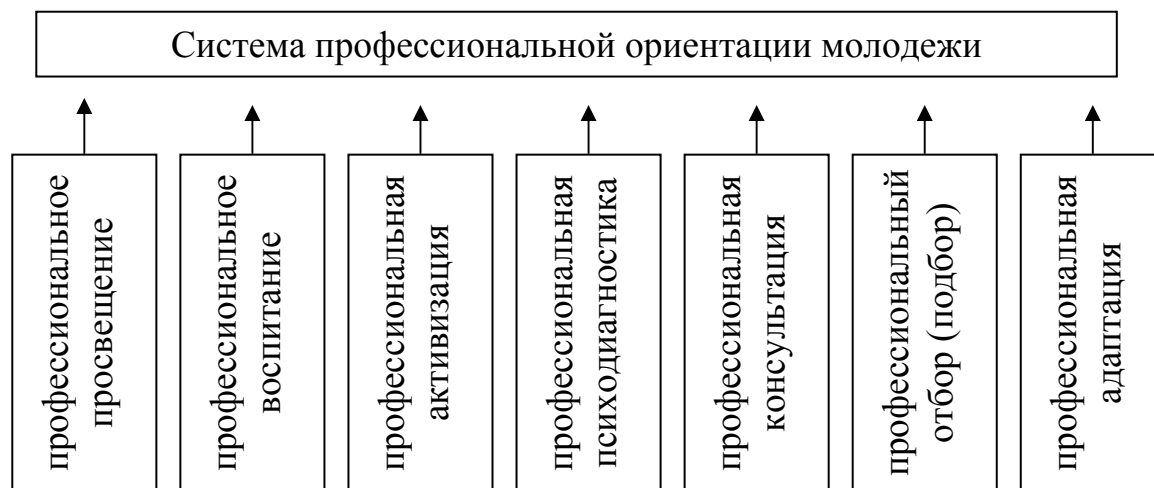 Система профессиональной ориентации молодежи
профессиональное
просвещение
профессиональное
воспитание
профессиональная
активизация
профессиональная
психодиагностика
профессиональная
консультация
профессиональный
отбор (подбор)
профессиональная
адаптация